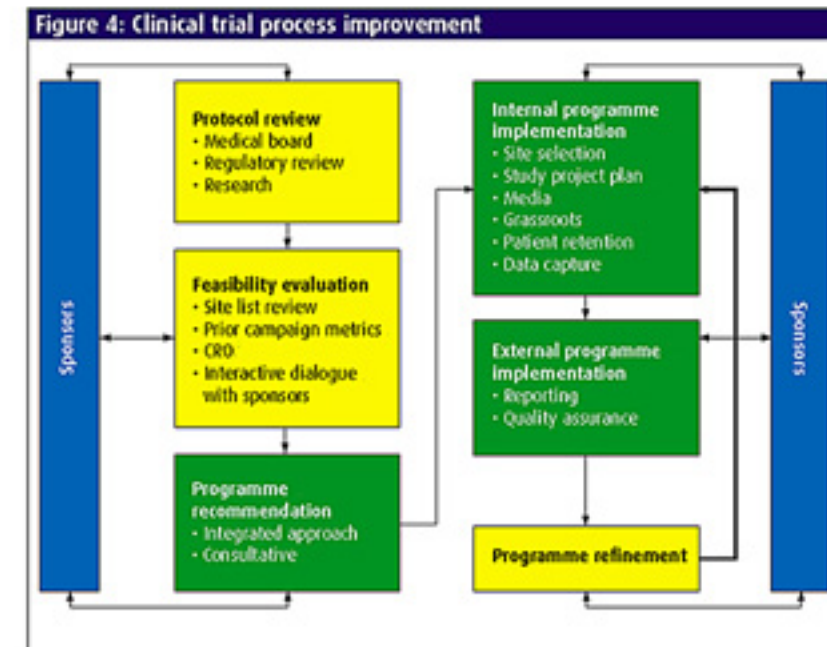 Figure 4: Clinical trial process improvement
Sponsors
Protocol review
• Medical board
• Regulatory review
• Research
Feasibility evaluation
• Site list review
• Prior campaign metrics
• CRO
• Interactive dialogue
with sponsors
Programme
recommendation
• Integrated approach
• Consultative
Internal programme
implementation
• Site selection
• Study project plan
• Media
• Grassroots
• Patient retention
• Data capture
External programme
implementation
• Reporting
• Quality assurance
Programme refinement
Sponsors